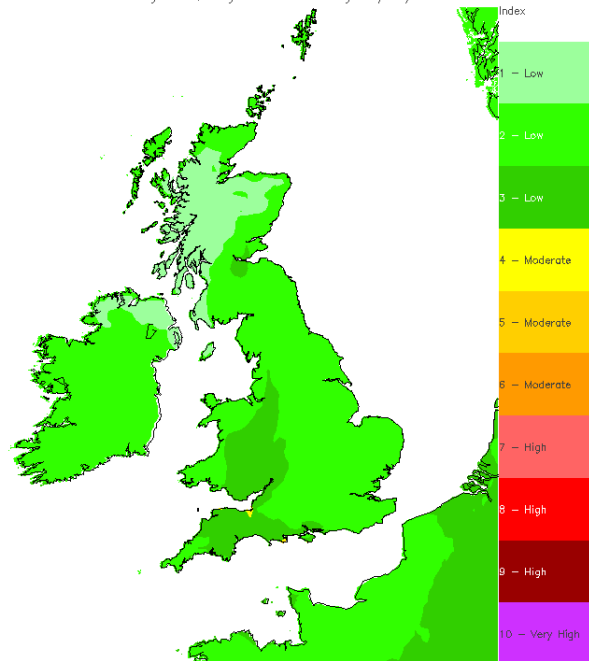 Index
1 - Low
2 - Low
3 - Low
4 - Moderate
5 - Moderate
6 - Moderate
7 - High
8 - High
9 - High
10 - Very High